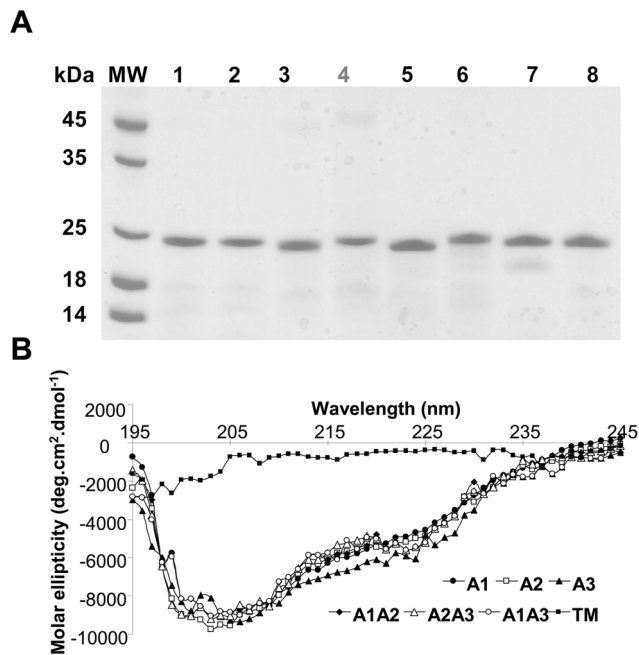 A
kDa MW 1 2 3 4 5 6 7 8
45
35
25
18
14
B
Molar ellipticity (deg.cm².dmol⁻¹)
Wavelength (nm)
195 205 215 225 235 245
2000
0
-2000
-4000
-6000
-8000
-10000
A1 A2 A3
A1A2 A2A3 A1A3 TM